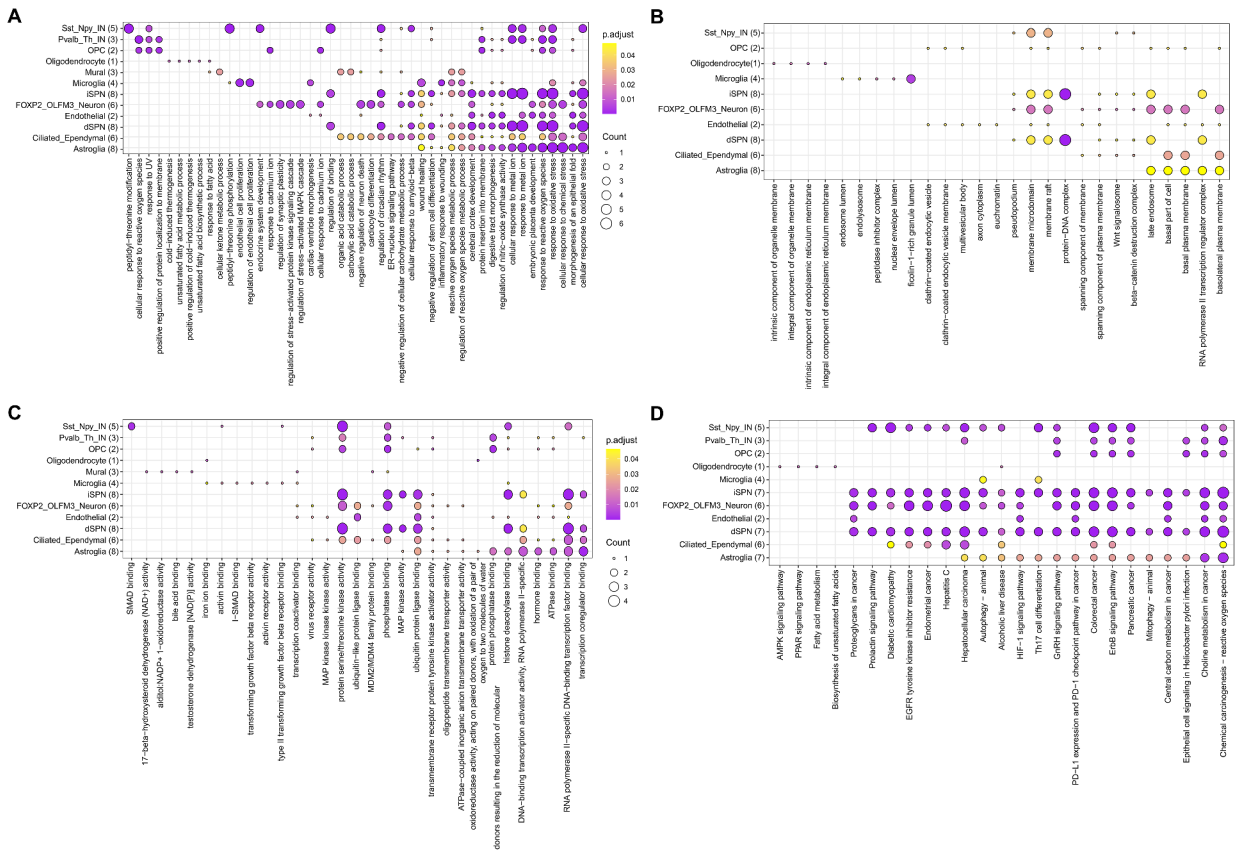 A
Sst_Npy_IN (5)
Pvalb_Th_IN (3)
OPC (2)
Oligodendrocyte (1)
Mural (3)
Microglia (4)
iSPN (8)
FOXP2_OLFM3_Neuron (6)
Endothelial (2)
dSPN (8)
Ciliated_Ependymal (6)
Astroglia (8)
peptidyl−threonine modification
cellular response to reactive oxygen species
response to UV
positive regulation of protein localization to membrane
cold−induced thermogenesis
unsaturated fatty acid metabolic process
positive regulation of cold−induced thermogenesis
unsaturated fatty acid biosynthetic process
response to fatty acid
cellular ketone metabolic process
peptidyl−threonine phosphorylation
endothelial cell proliferation
regulation of endothelial cell proliferation
endocrine system development
response to cadmium ion
regulation of synaptic plasticity
regulation of stress−activated protein kinase signaling cascade
regulation of stress−activated MAPK cascade
cardiac ventricle morphogenesis
cellular response to cadmium ion
regulation of binding
organic acid catabolic process
carboxylic acid catabolic process
negative regulation of neuron death
cardiocyte differentiation
regulation of circadian rhythm
ER−nucleus signaling pathway
negative regulation of cellular carbohydrate metabolic process
cellular response to amyloid−beta
wound healing
negative regulation of stem cell differentiation
inflammatory response to wounding
reactive oxygen species metabolic process
regulation of reactive oxygen species metabolic process
cerebral cortex development
protein insertion into membrane
digestive tract morphogenesis
regulation of nitric−oxide synthase activity
cellular response to metal ion
response to metal ion
embryonic placenta development
response to reactive oxygen species
response to oxidative stress
cellular response to chemical stress
morphogenesis of an epithelial fold
cellular response to oxidative stress
p.adjust
0.04
0.03
0.02
0.01
Count
1
2
3
4
5
6
B
Sst_Npy_IN (5)
OPC (2)
Oligodendrocyte(1)
Microglia (4)
iSPN (8)
FOXP2_OLFM3_Neuron (6)
Endothelial (2)
dSPN (8)
Ciliated_Ependymal (6)
Astroglia (8)
intrinsic component of organelle membrane
integral component of organelle membrane
intrinsic component of endoplasmic reticulum membrane
integral component of endoplasmic reticulum membrane
endosome lumen
endolysosome
peptidase inhibitor complex
nuclear envelope lumen
ficolin−1−rich granule lumen
clathrin−coated endocytic vesicle
clathrin−coated endocytic vesicle membrane
multivesicular body
axon cytoplasm
euchromatin
pseudopodium
membrane microdomain
membrane raft
protein−DNA complex
spanning component of membrane
spanning component of plasma membrane
Wnt signalosome
beta−catenin destruction complex
late endosome
basal part of cell
basal plasma membrane
RNA polymerase II transcription regulator complex
basolateral plasma membrane
C
Sst_Npy_IN (5)
Pvalb_Th_IN (3)
OPC (2)
Oligodendrocyte (1)
Mural (3)
Microglia (4)
iSPN (8)
FOXP2_OLFM3_Neuron (6)
Endothelial (2)
dSPN (8)
Ciliated_Ependymal (6)
Astroglia (8)
SMAD binding
17−beta−hydroxysteroid dehydrogenase (NAD+) activity
alditol:NADP+ 1−oxidoreductase activity
bile acid binding
testosterone dehydrogenase [NAD(P)] activity
iron ion binding
activin binding
I−SMAD binding
transforming growth factor beta receptor activity
activin receptor activity
type II transforming growth factor beta receptor binding
transcription coactivator binding
virus receptor activity
MAP kinase kinase activity
protein serine/threonine kinase activity
ubiquitin−like protein ligase binding
MDM2/MDM4 family protein binding
phosphatase binding
MAP kinase activity
ubiquitin protein ligase binding
transmembrane receptor protein tyrosine kinase activator activity
oligopeptide transmembrane transporter activity
ATPase−coupled inorganic anion transmembrane transporter activity
oxidoreductase activity, acting on paired donors, with oxidation of a pair of
donors resulting in the reduction of molecular
oxygen to two molecules of water
protein phosphatase binding
histone deacetylase binding
DNA−binding transcription activator activity, RNA polymerase II−specific
hormone binding
ATPase binding
RNA polymerase II−specific DNA−binding transcription factor binding
transcription coregulator binding
p.adjust
0.04
0.03
0.02
0.01
Count
1
2
3
4
D
Sst_Npy_IN (5)
Pvalb_Th_IN (3)
OPC (2)
Oligodendrocyte (1)
Microglia (4)
iSPN (7)
FOXP2_OLFM3_Neuron (6)
Endothelial (2)
dSPN (7)
Ciliated_Ependymal (6)
Astroglia (7)
AMPK signaling pathway
PPAR signaling pathway
Fatty acid metabolism
Biosynthesis of unsaturated fatty acids
Proteoglycans in cancer
Prolactin signaling pathway
Diabetic cardiomyopathy
EGFR tyrosine kinase inhibitor resistance
Endometrial cancer
Hepatitis C
Hepatocellular carcinoma
Autophagy − animal
Alcoholic liver disease
HIF−1 signaling pathway
Th17 cell differentiation
GnRH signaling pathway
PD−L1 expression and PD−1 checkpoint pathway in cancer
Colorectal cancer
ErbB signaling pathway
Pancreatic cancer
Mitophagy − animal
Central carbon metabolism in cancer
Epithelial cell signaling in Helicobacter pylori infection
Choline metabolism in cancer
Chemical carcinogenesis − reactive oxygen species